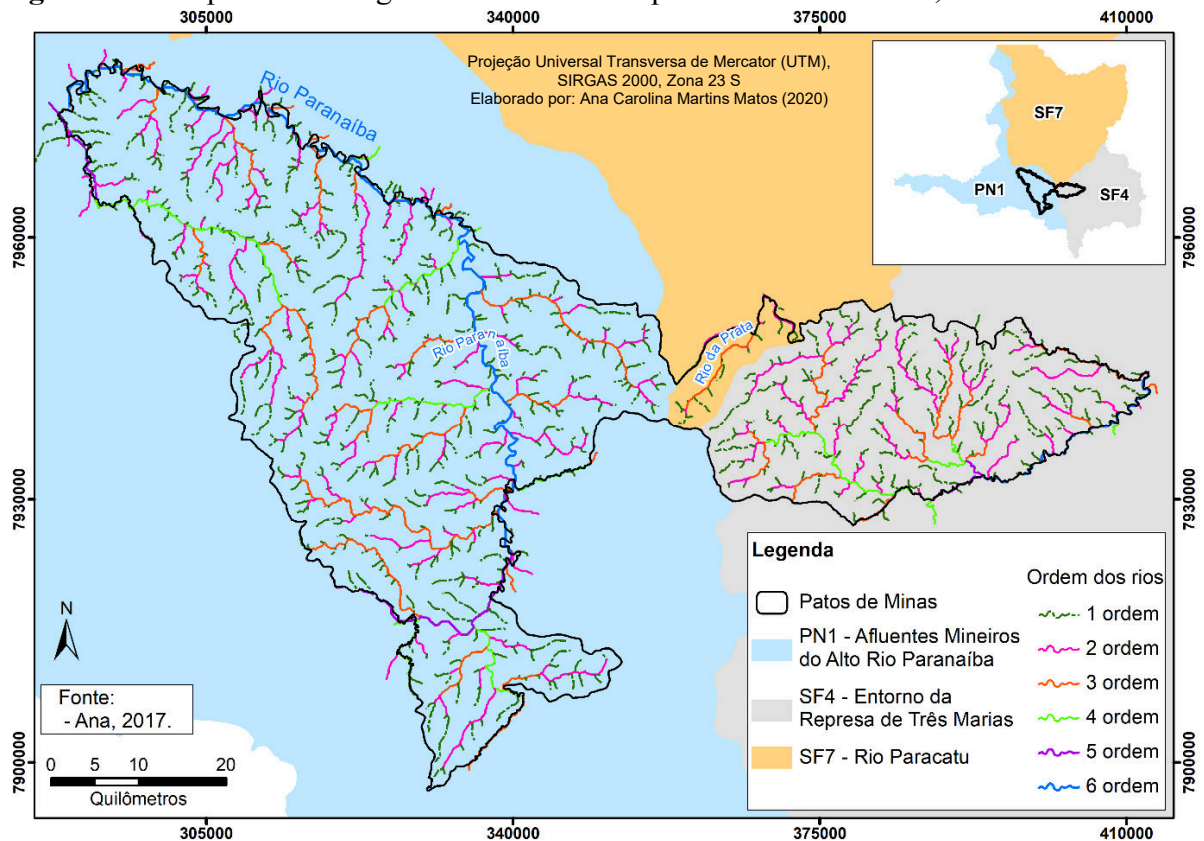 305000
340000
375000
410000
Projeção Universal Transversa de Mercator (UTM),
SIRGAS 2000, Zona 23 S
Elaborado por: Ana Carolina Martins Matos (2020)
Rio Paranaíba
SF7
PN1
SF4
7960000
7960000
Rio Paranaíba
Rio da Prata
7930000
7930000
Legenda
Patos de Minas
PN1 - Afluentes Mineiros
do Alto Rio Paranaíba
SF4 - Entorno da
Represa de Três Marias
SF7 - Rio Paracatu
Ordem dos rios
1 ordem
2 ordem
3 ordem
4 ordem
5 ordem
6 ordem
N
Fonte:
- Ana, 2017.
0 5 10 20
Quilômetros
7900000
7900000
305000
340000
375000
410000